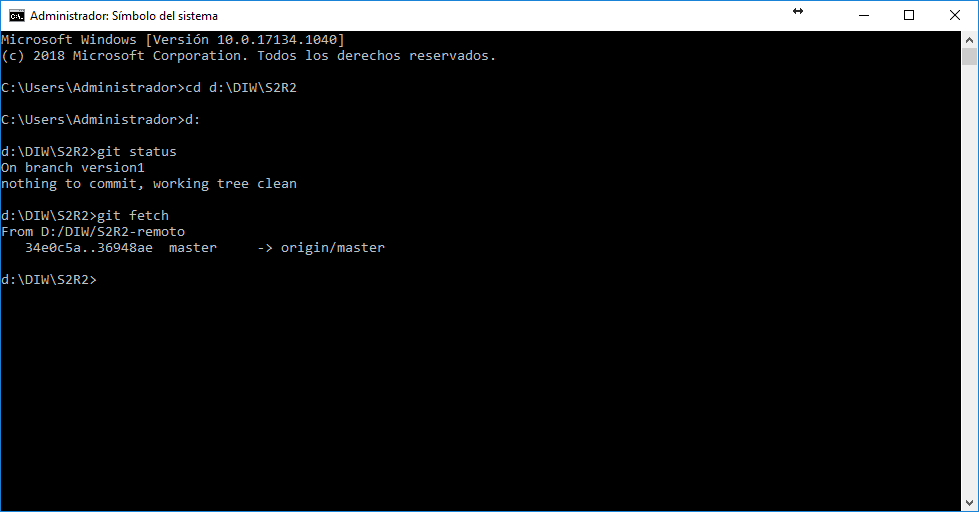 Administrador: Símbolo del sistema
Microsoft Windows [Versión 10.0.17134.1040]
(c) 2018 Microsoft Corporation. Todos los derechos reservados.
C:\Users\Administrador>cd d:\DIW\S2R2
C:\Users\Administrador>d:
d:\DIW\S2R2>git status
On branch version1
nothing to commit, working tree clean
d:\DIW\S2R2>git fetch
From D:/DIW/S2R2-remoto
   34e0c5a..36948ae  master     -> origin/master
d:\DIW\S2R2>